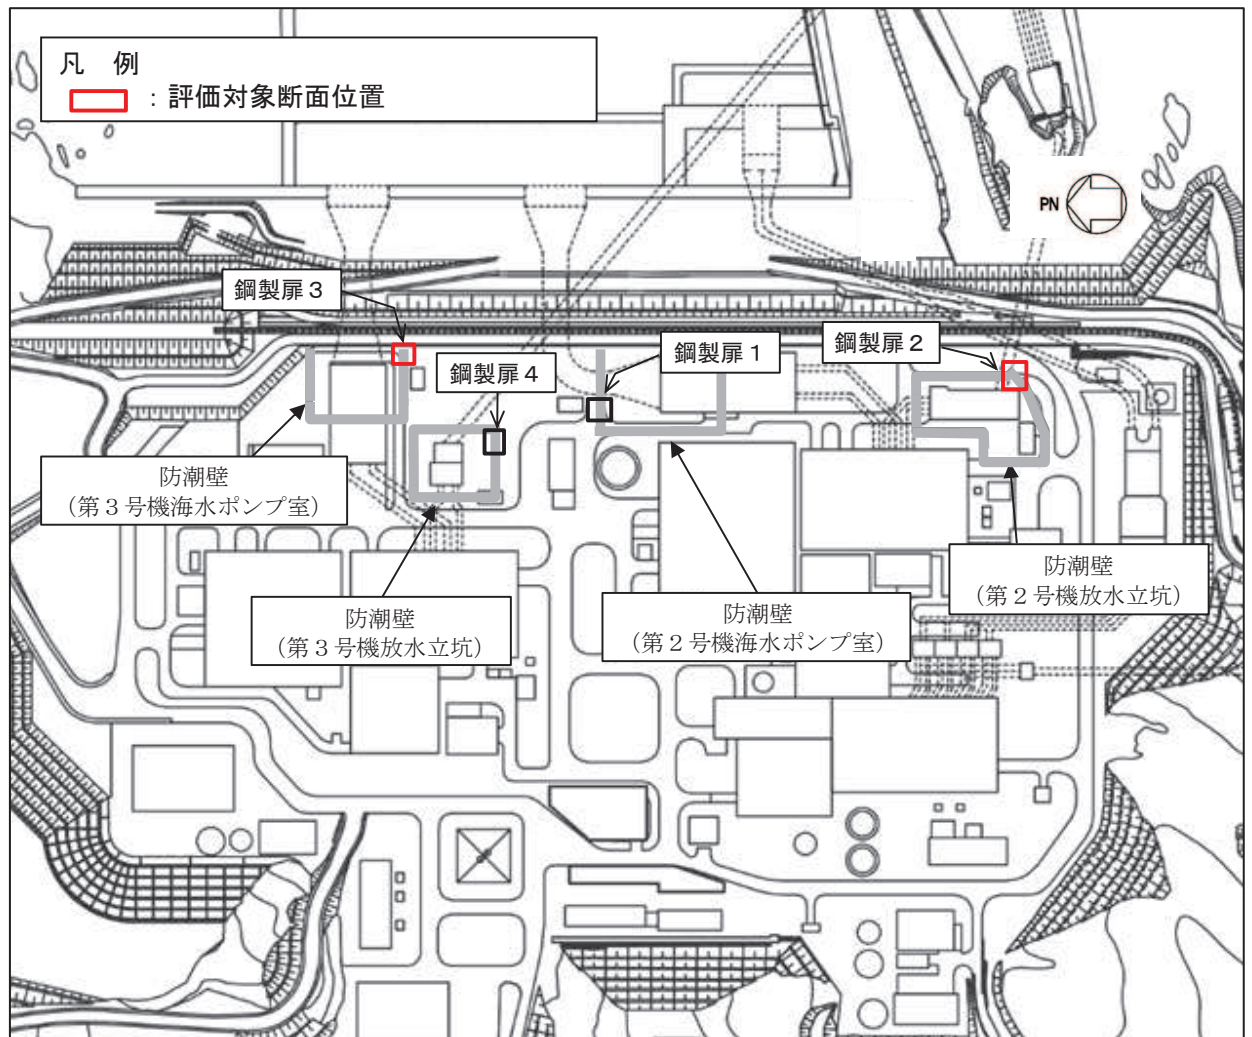 凡 例
：評価対象断面位置
PN
鋼製扉３
鋼製扉４
鋼製扉１
鋼製扉２
防潮壁
（第３号機海水ポンプ室）
防潮壁
（第３号機放水立坑）
防潮壁
（第２号機海水ポンプ室）
防潮壁
（第２号機放水立坑）